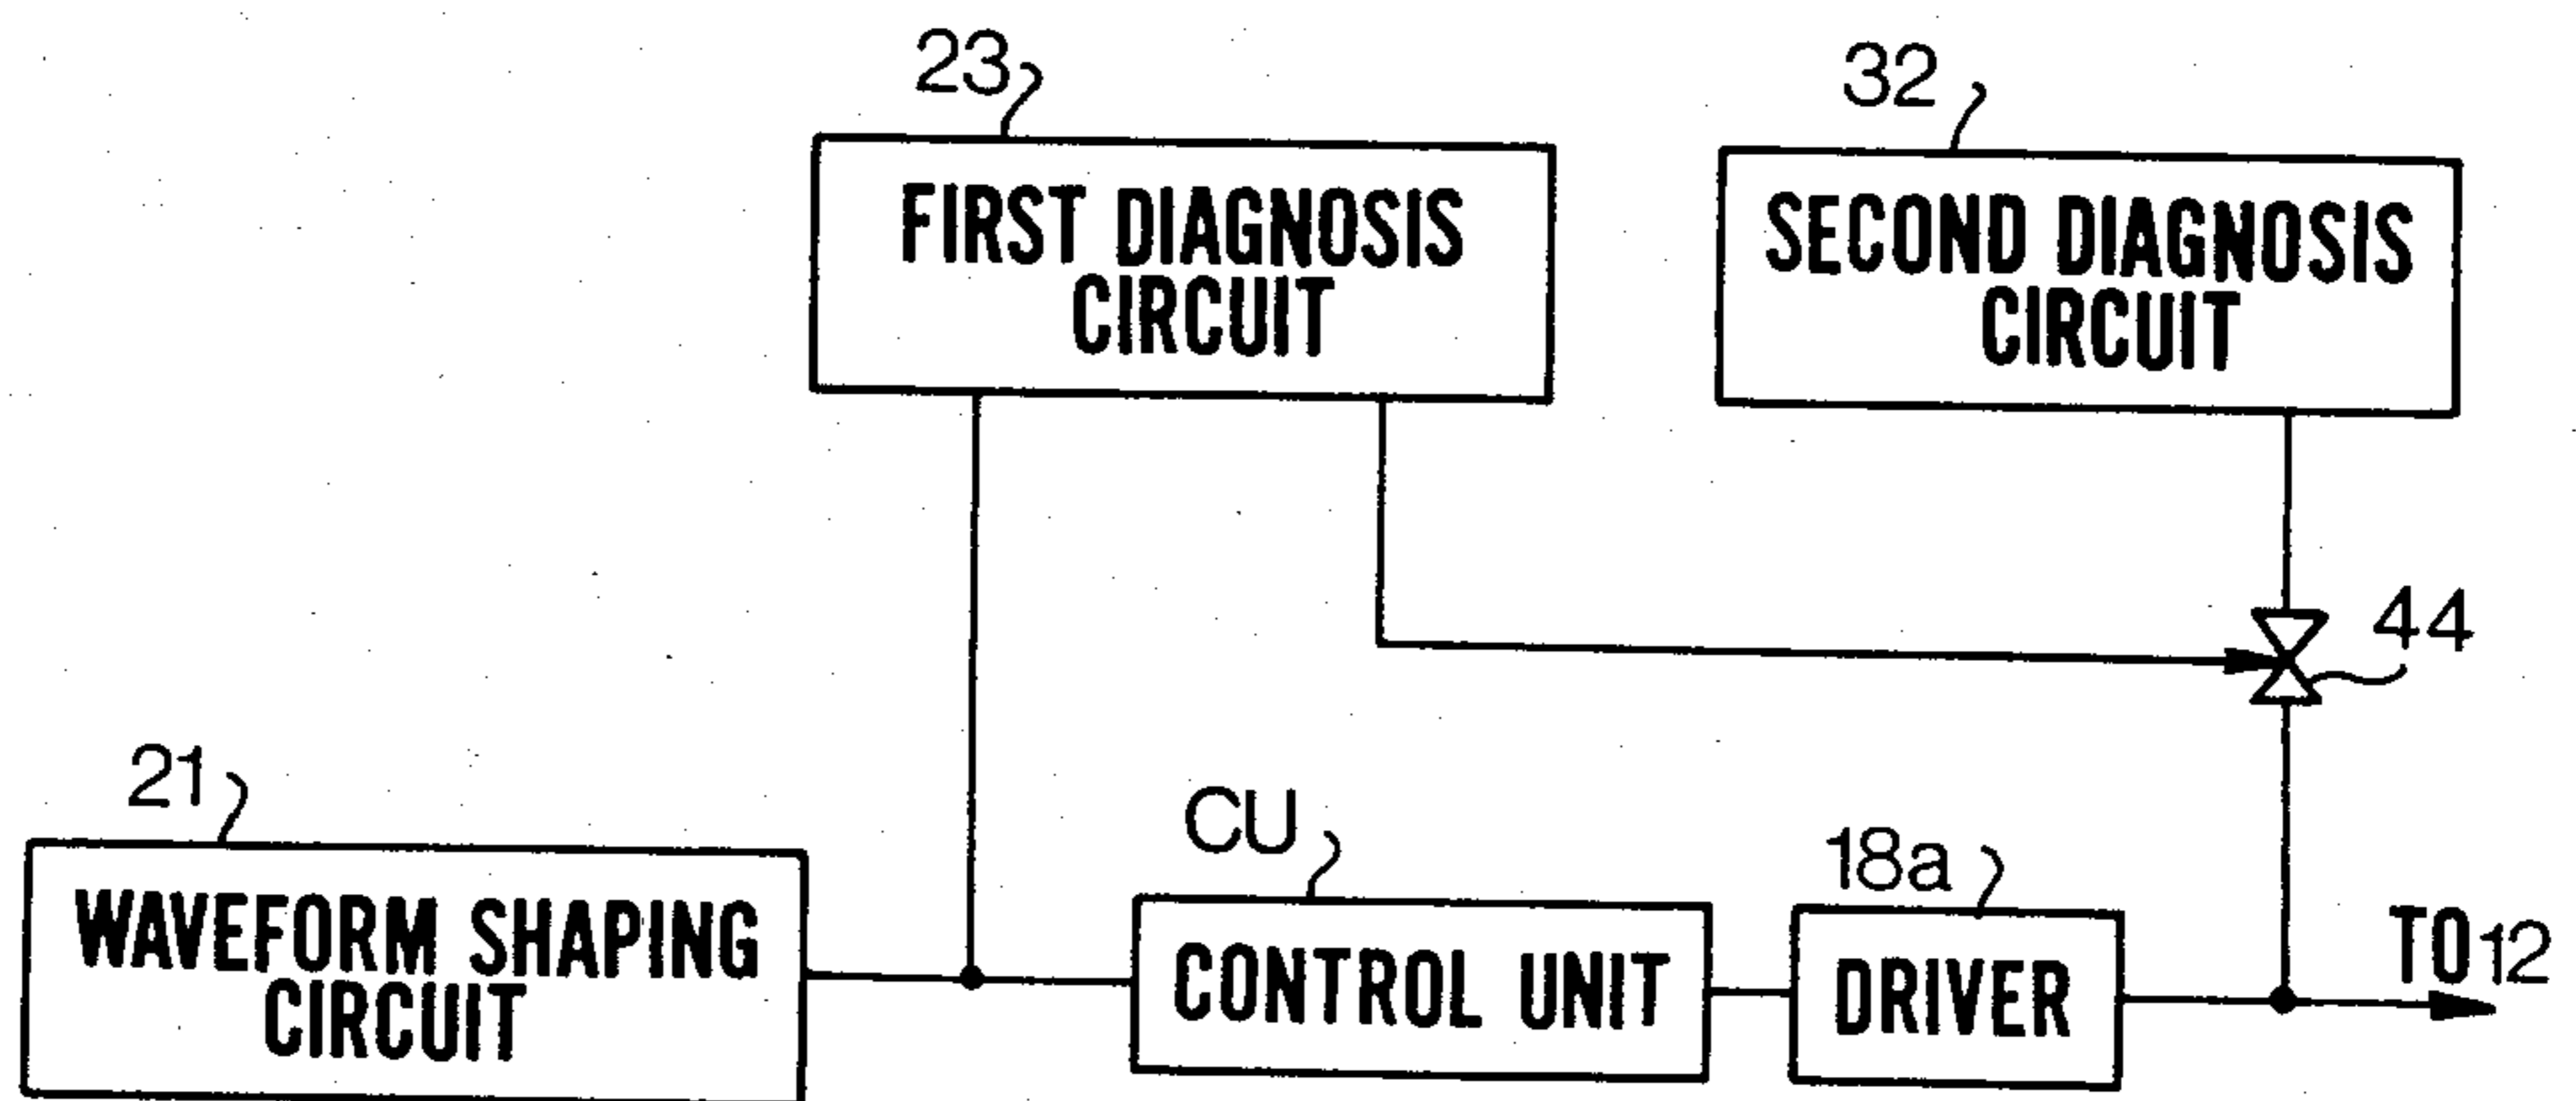 23
32
FIRST DIAGNOSIS
CIRCUIT
SECOND DIAGNOSIS
CIRCUIT
44
21
CU
18a
WAVEFORM SHAPING
CIRCUIT
CONTROL UNIT
DRIVER
TO 12